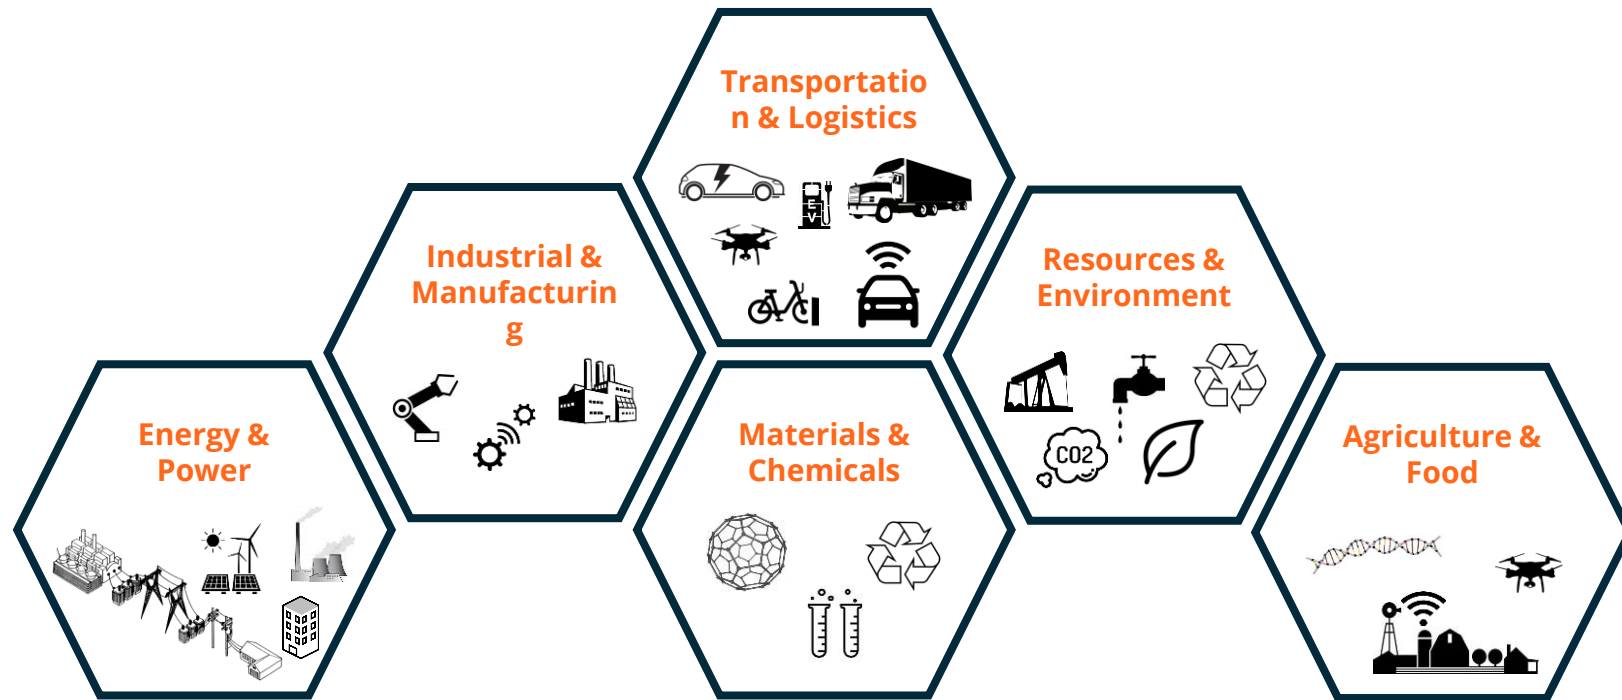 Transportatio
n & Logistics
E
V
Industrial &
Manufacturin
g
Resources &
Environment
CO2
Energy &
Power
Materials &
Chemicals
Agriculture &
Food